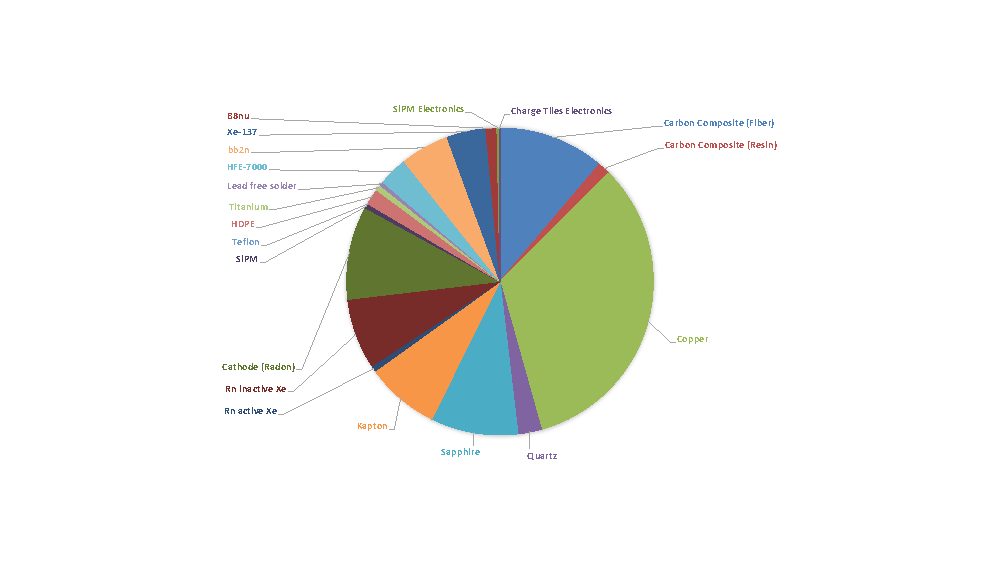 SiPM Electronics
Charge Tiles Electronics
B8nu
Carbon Composite (Fiber)
Xe-137
Carbon Composite (Resin)
bb2n
HFE-7000
Lead free solder
Titanium
HDPE
Teflon
SiPM
Copper
Cathode (Radon)
Rn inactive Xe
Rn active Xe
Kapton
Sapphire
Quartz